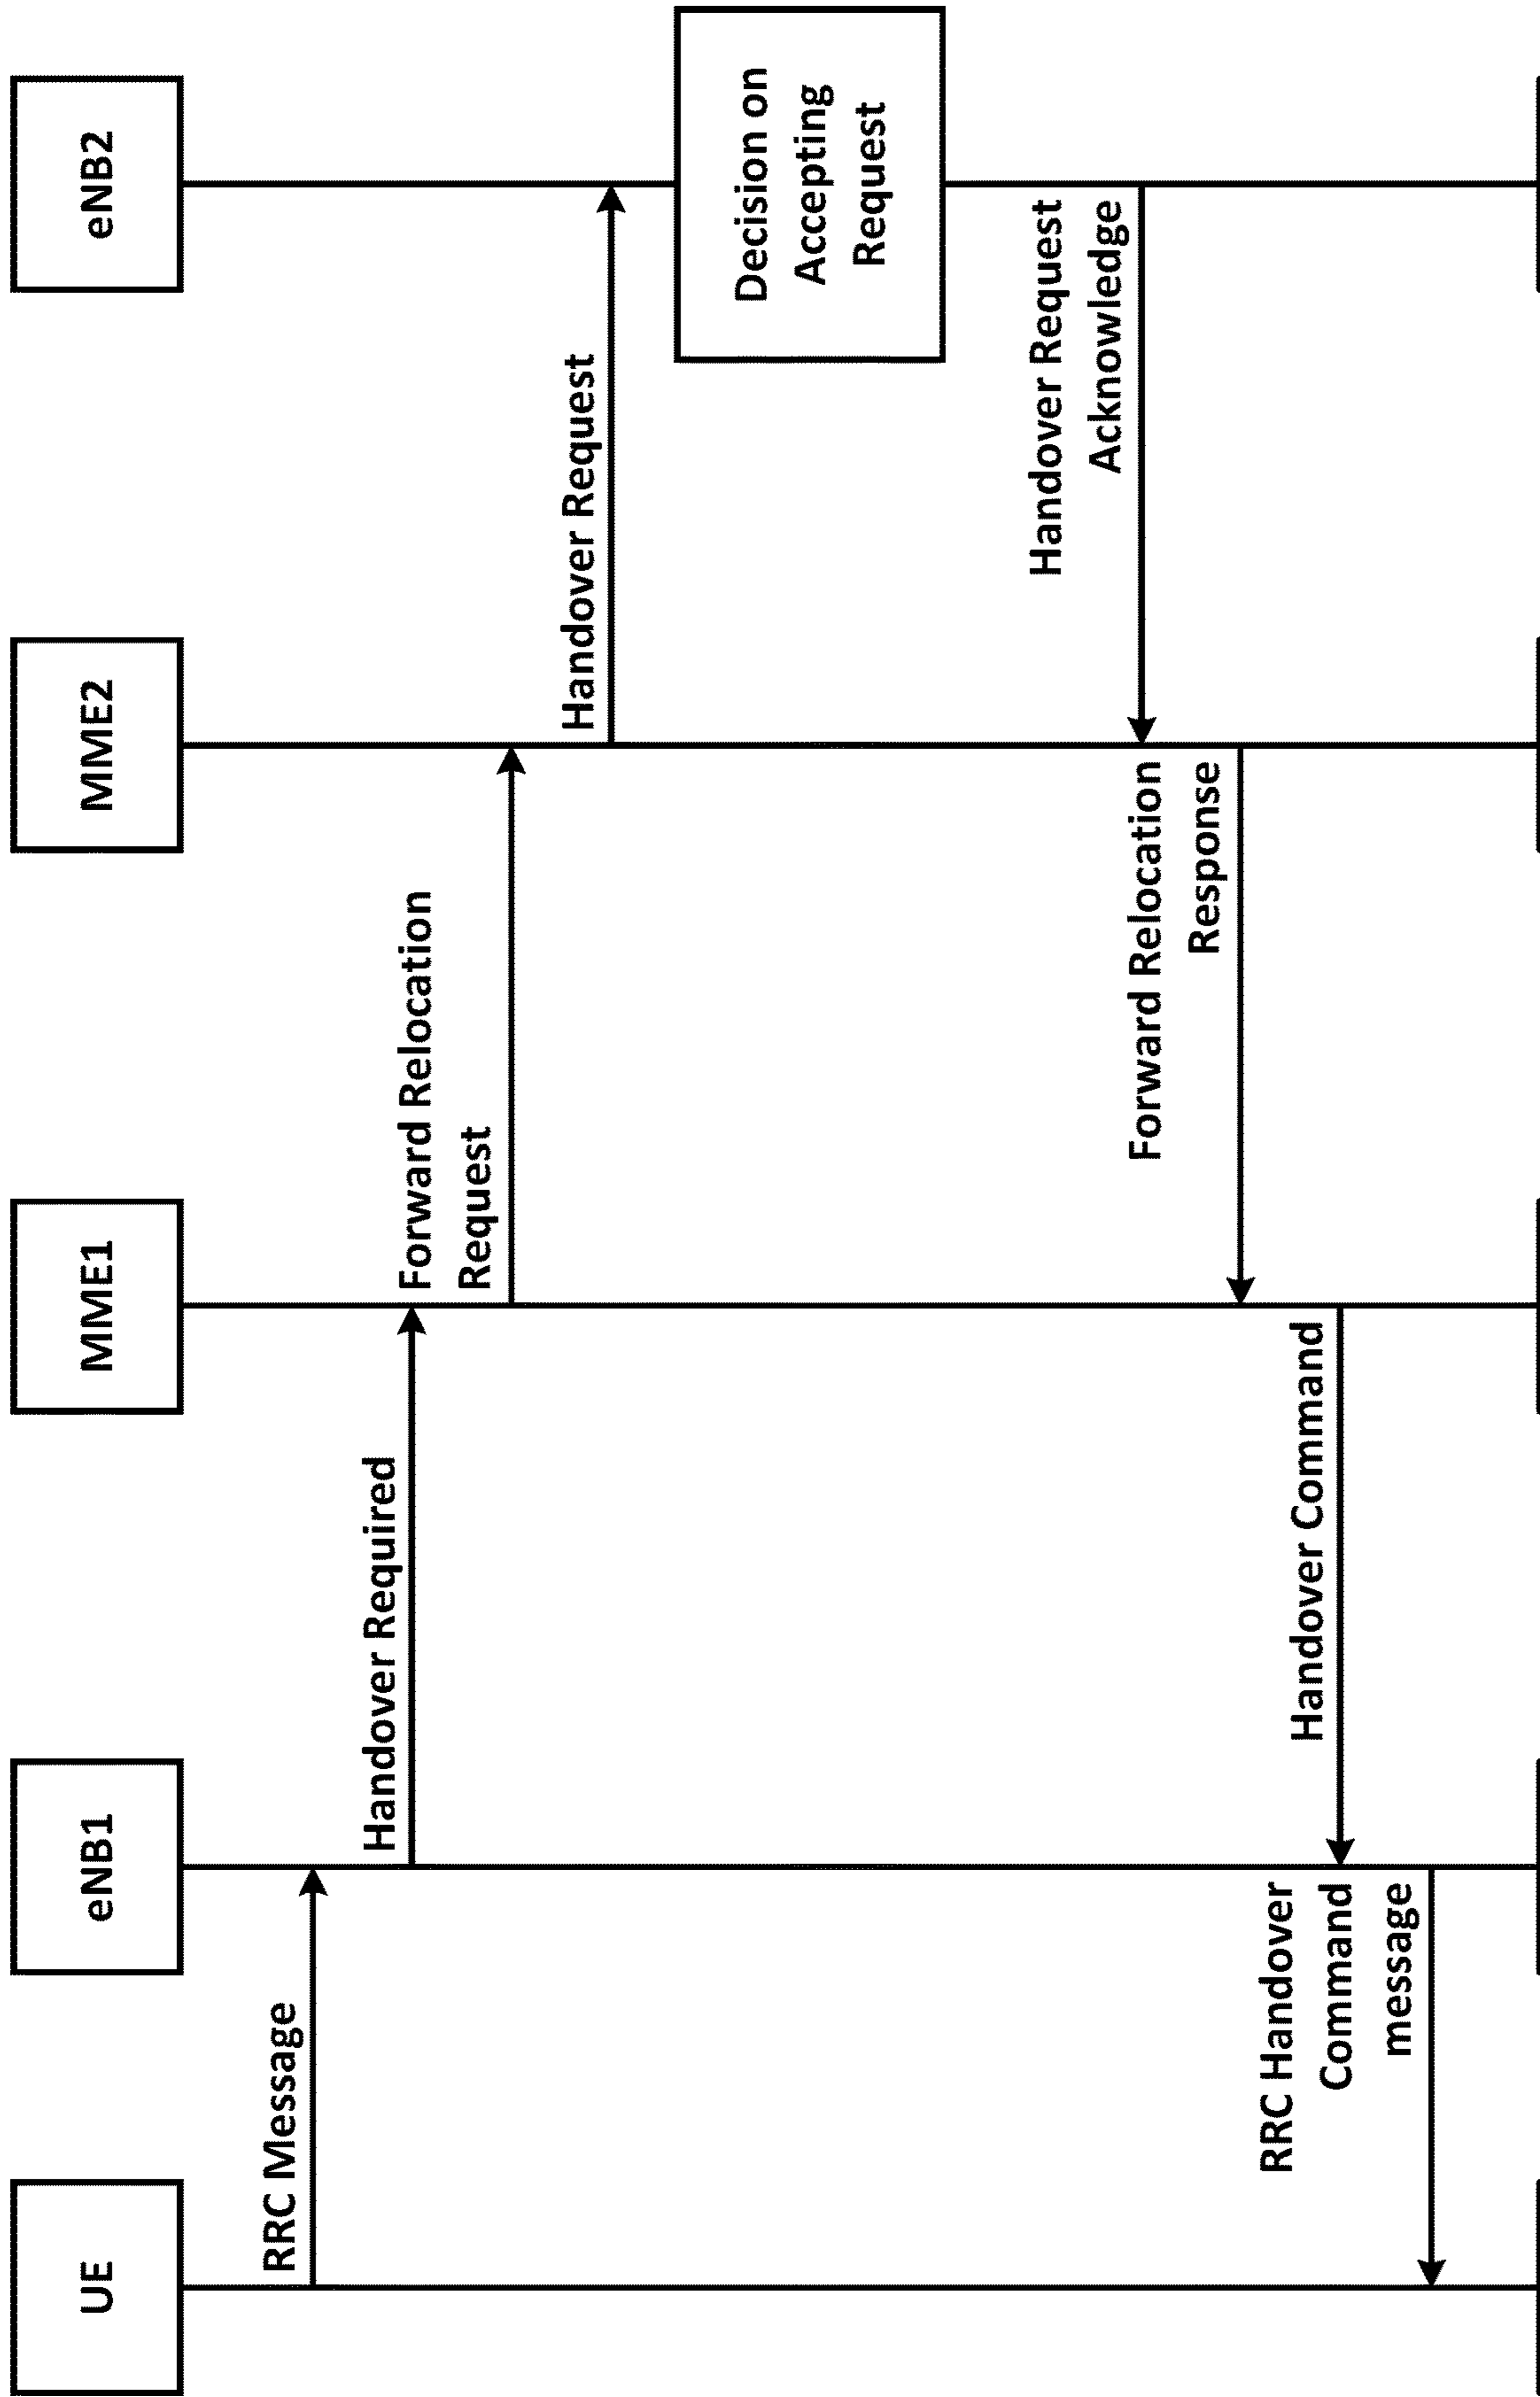 UE
eNB1
MME1
MME2
eNB2
RRC Message
Handover Required
Forward Relocation
Request
Handover Request
Decision on
Accepting
Request
Handover Request
Acknowledge
Forward Relocation
Response
Handover Command
RRC Handover
Command
message